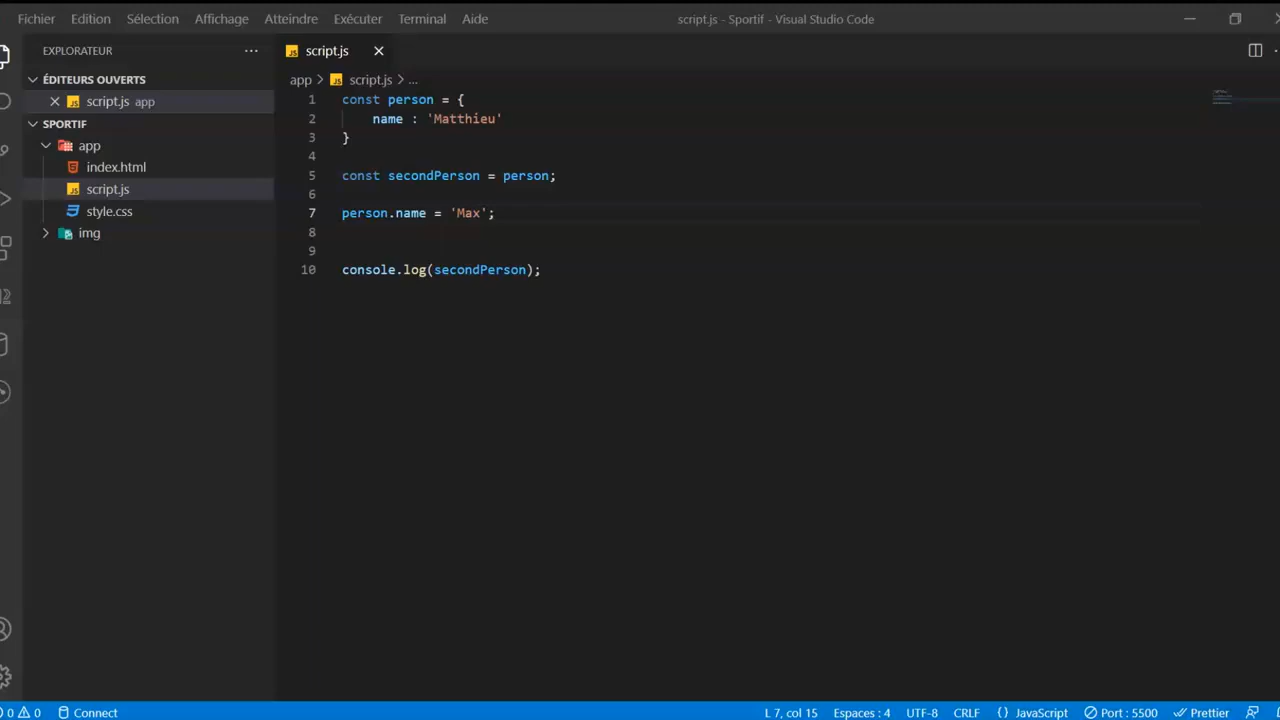 Fichier Edition Sélection Affichage Atteindre Exécuter Terminal Aide script.js - Sportif - Visual Studio Code
EXPLORATEUR
script.js
ÉDITEURS OUVERTS
script.js app
SPORTIF
app
index.html
script.js
style.css
img
app > script.js > ...
1 const person = {
2 name : 'Matthieu'
3 }
4
5 const secondPerson = person;
6
7 person.name = 'Max';
8
9
10 console.log(secondPerson);
0 0 Connect L 7, col 15 Espaces : 4 UTF-8 CRLF {} JavaScript Port : 5500 Prettier